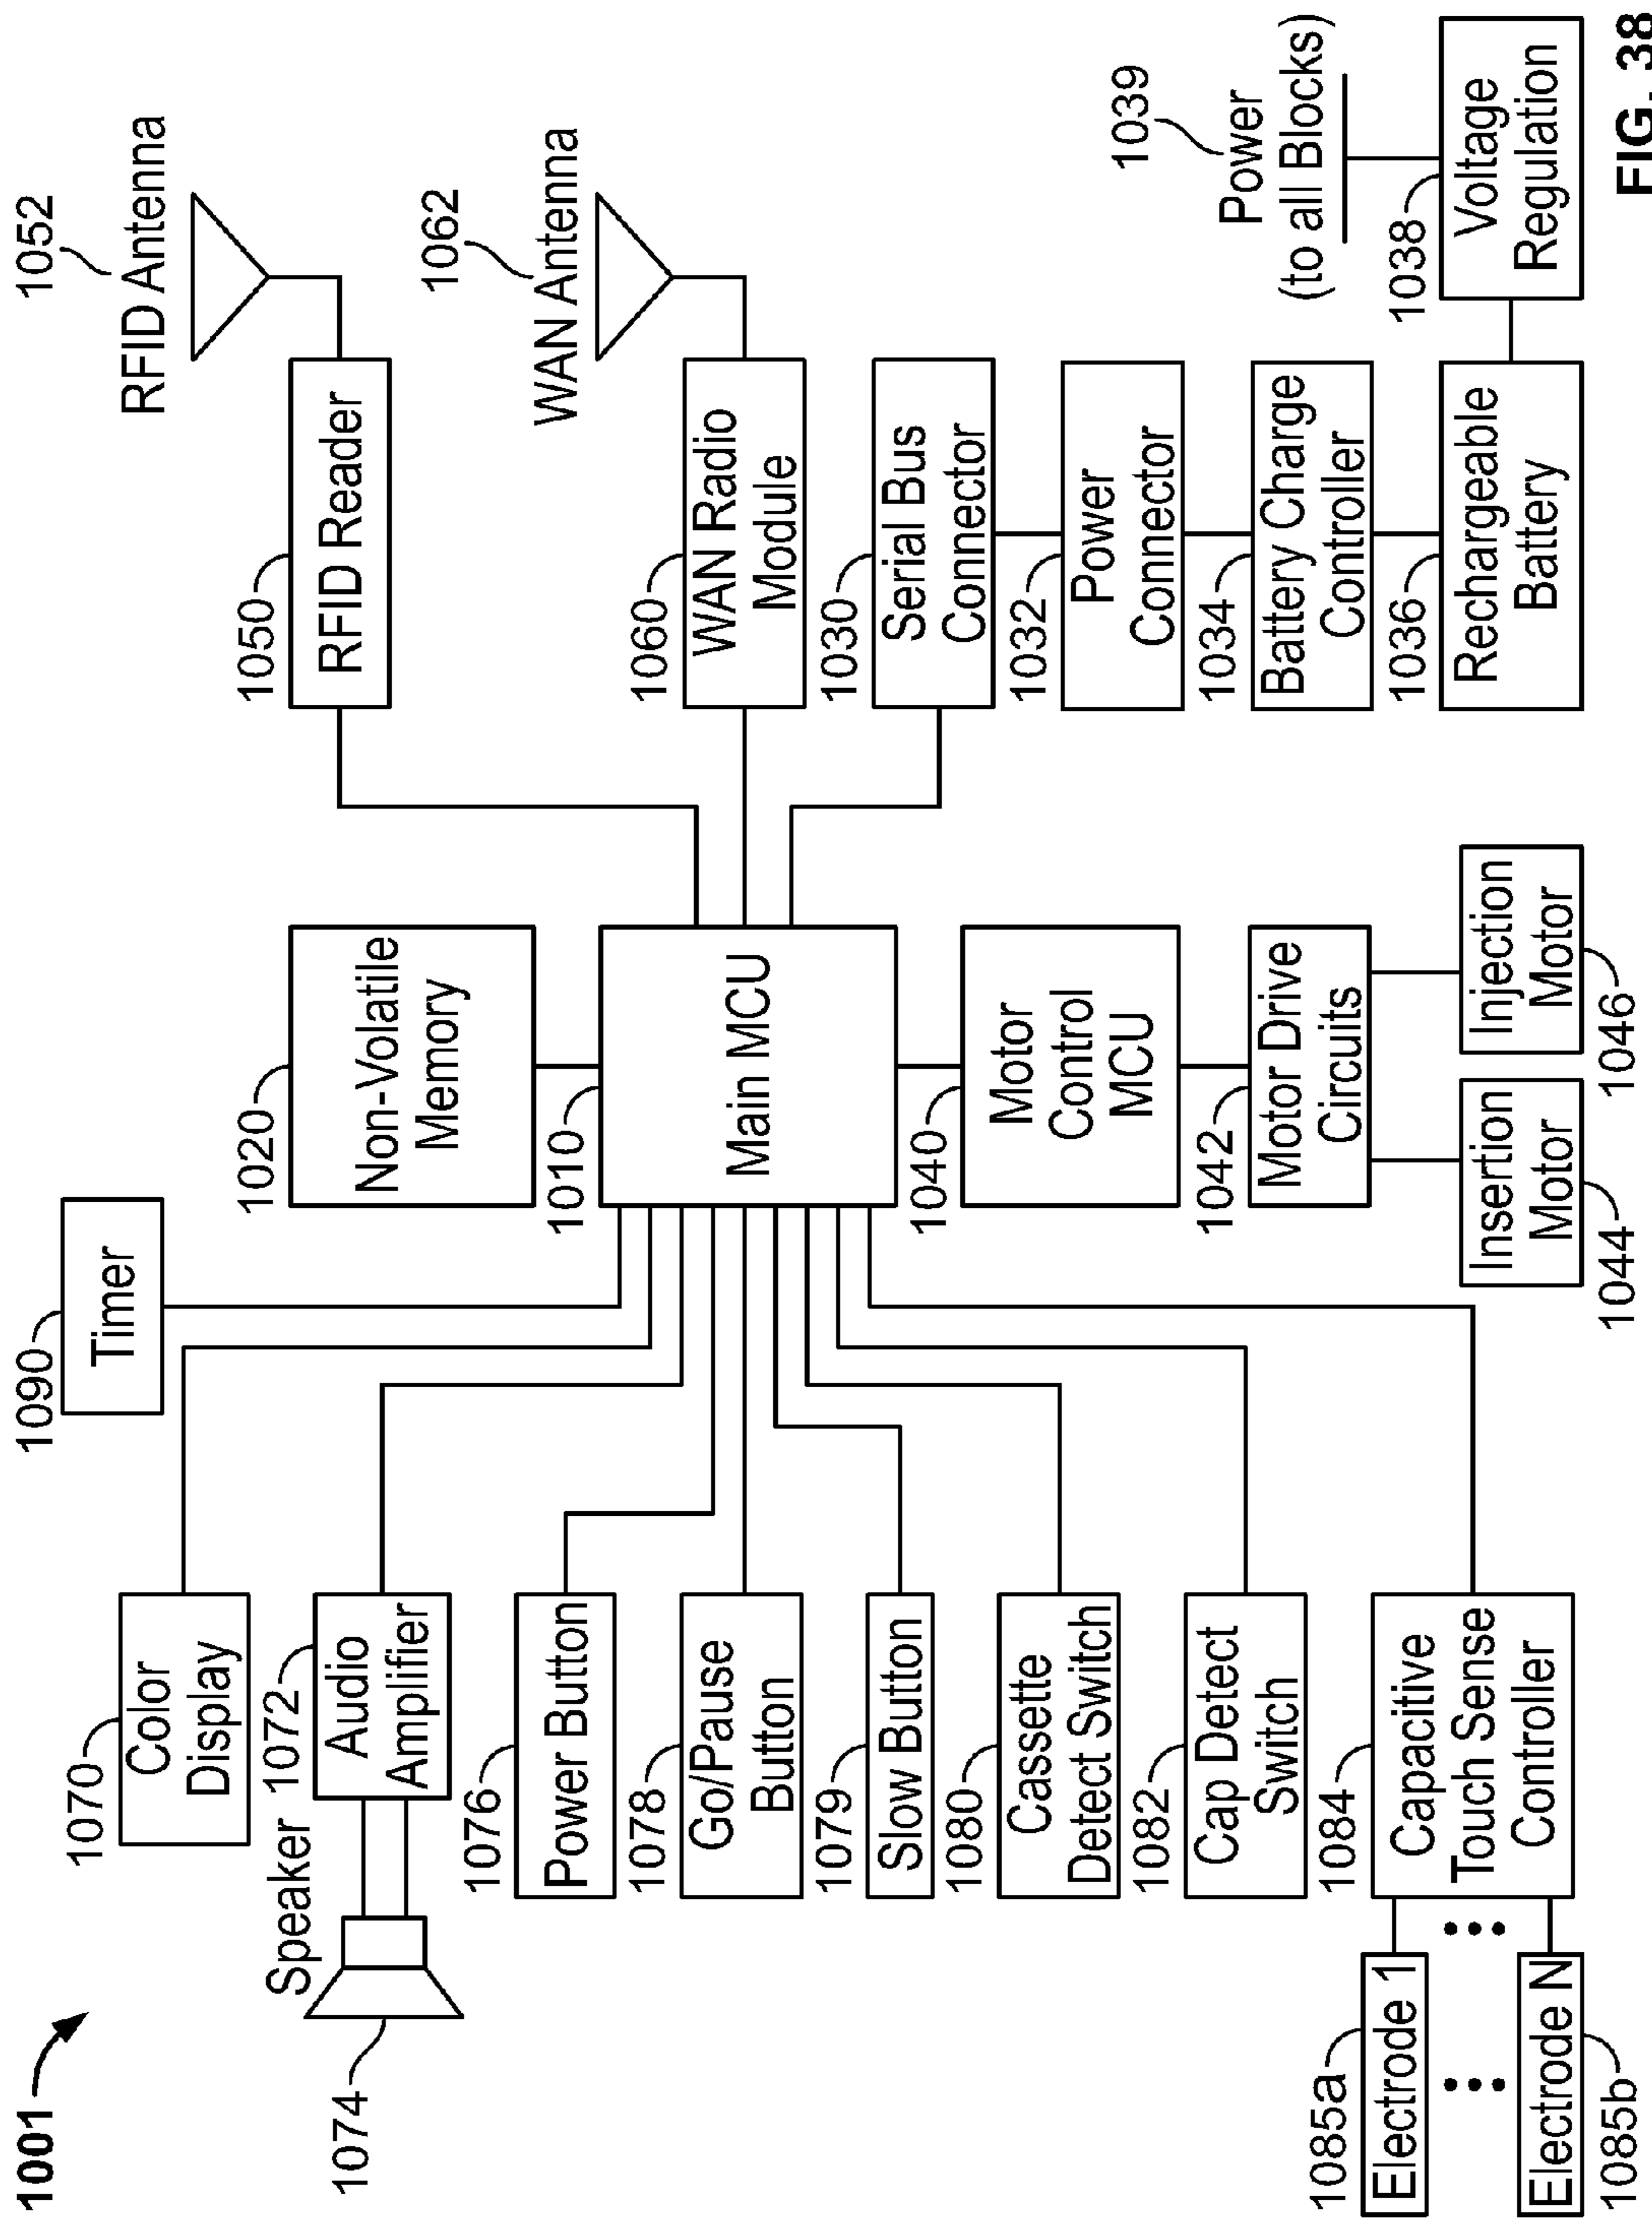 1001
1090
Timer
1052
RFID Antenna
1070
Color
Display
1020
Non-Volatile
Memory
1050
RFID Reader
Speaker
1072
Audio
Amplifier
1074
1062
WAN Antenna
1076
Power Button
1010
Main MCU
1060
WAN Radio
Module
1078
Go/Pause
Button
1079
Slow Button
1030
Serial Bus
Connector
1080
Cassette
Detect Switch
1040
Motor
Control
MCU
1032
Power
Connector
1039
Power
(to all Blocks)
1082
Cap Detect
Switch
1042
Motor Drive
Circuits
1034
Battery Charge
Controller
1084
Capacitive
Touch Sense
Controller
1085a
Electrode 1
Electrode N
1085b
Insertion
Motor
1044
Injection
Motor
1046
1036
Rechargeable
Battery
1038
Voltage
Regulation
FIG. 38